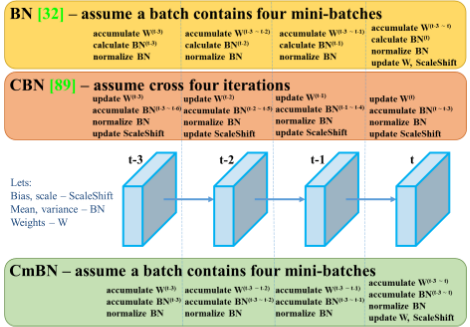 BN [32] – assume a batch contains four mini-batches
accumulate W(t-3) accumulate W(t-3 ~ t-2) accumulate W(t-3 ~ t-1) accumulate W(t-3 ~ t)
calculate BN(t-3) calculate BN(t-2) calculate BN(t-1) calculate BN(t)
normalize BN normalize BN normalize BN normalize BN
update W, ScaleShift
CBN [89] – assume cross four iterations
update W(t-3) update W(t-2) update W(t-1) update W(t)
accumulate BN(t-3 ~ t-6) accumulate BN(t-2 ~ t-5) accumulate BN(t-1 ~ t-4) accumulate BN(t ~ t-3)
normalize BN normalize BN normalize BN normalize BN
update ScaleShift update ScaleShift update ScaleShift update ScaleShift
t-3 t-2 t-1 t
Lets:
Bias, scale – ScaleShift
Mean, variance – BN
Weights – W
CmBN – assume a batch contains four mini-batches
accumulate W(t-3) accumulate W(t-3 ~ t-2) accumulate W(t-3 ~ t-1) accumulate W(t-3 ~ t)
accumulate BN(t-3) accumulate BN(t-3 ~ t-2) accumulate BN(t-3 ~ t-1) accumulate BN(t-3 ~ t)
normalize BN normalize BN normalize BN normalize BN
update W, ScaleShift